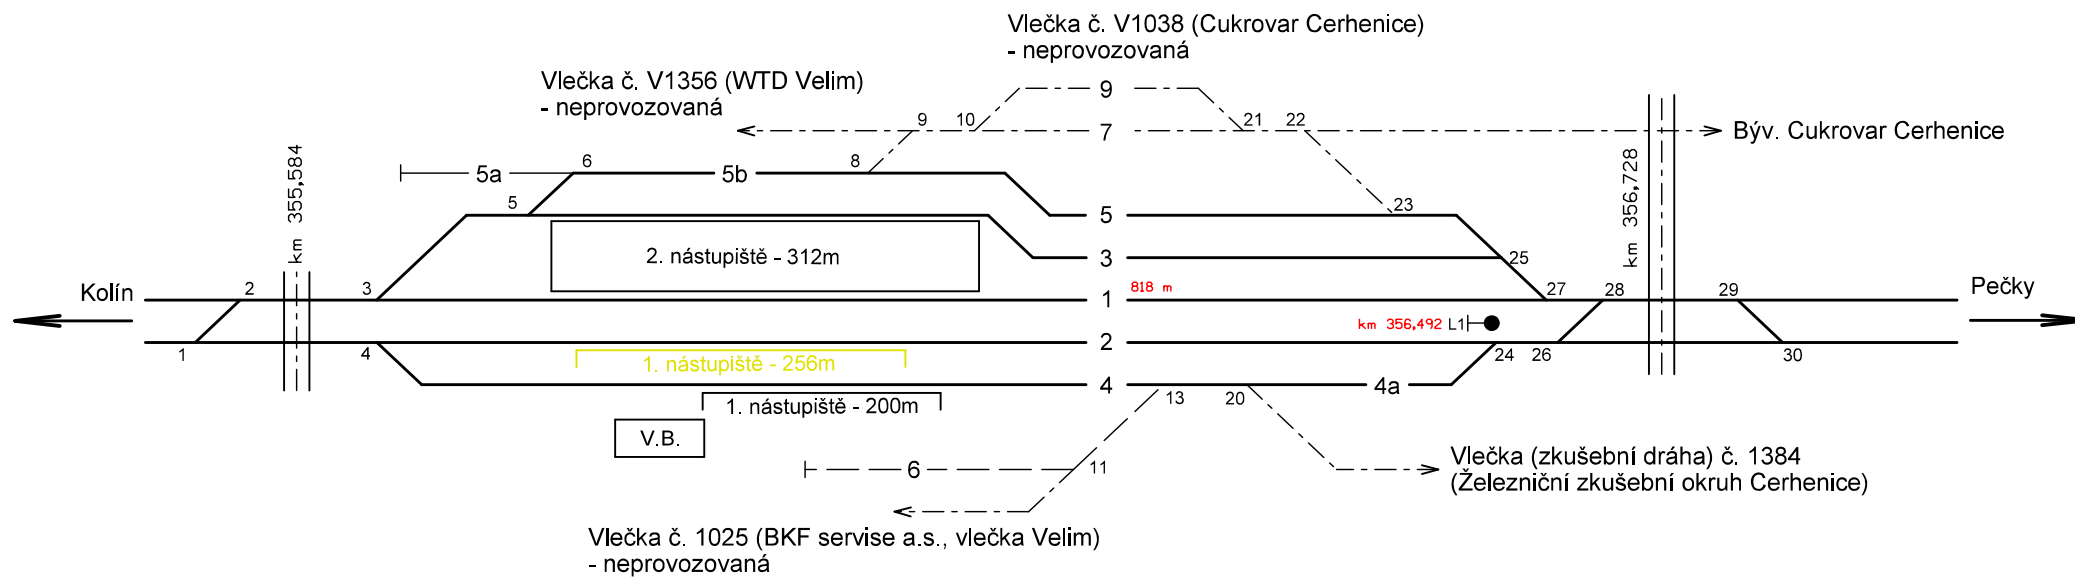 Vlečka č. V1038 (Cukrovar Cerhenice)
- neprovozovaná
Vlečka č. V1356 (WTD Velim)
- neprovozovaná
9
9
10
7
21
22
Býv. Cukrovar Cerhenice
km 355,584
km 356,728
5a
6
5b
8
5
5
23
2. nástupiště - 312m
3
25
Kolín
2
3
1
818 m
27
28
29
Pečky
km 356,492 L1
1
4
2
24
26
30
1. nástupiště - 256m
4
4a
1. nástupiště - 200m
13
20
V.B.
6
11
Vlečka (zkušební dráha) č. 1384
(Železniční zkušební okruh Cerhenice)
Vlečka č. 1025 (BKF servise a.s., vlečka Velim)
- neprovozovaná